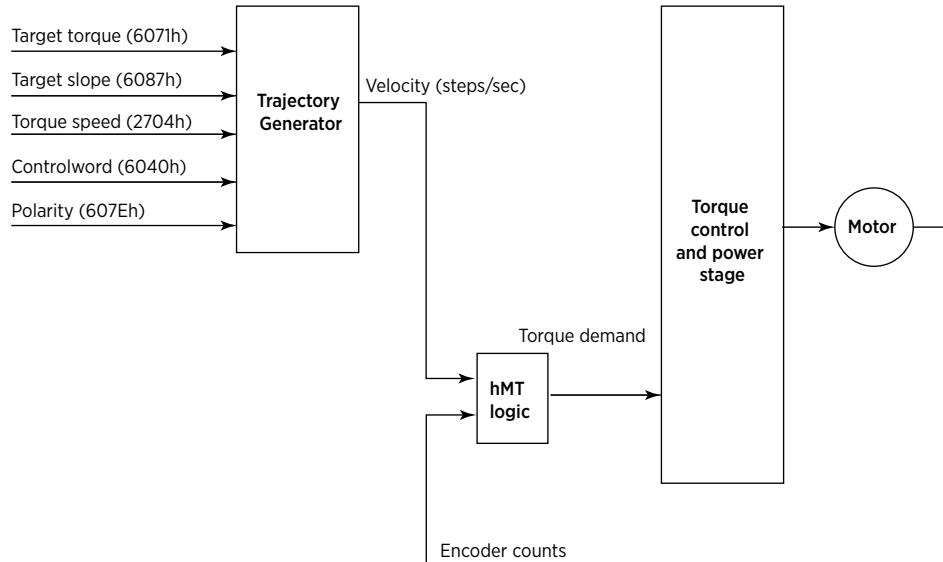 Target torque (6071h)
Target slope (6087h)
Torque speed (2704h)
Controlword (6040h)
Polarity (607Eh)
Trajectory
Generator
Velocity (steps/sec)
Torque
control
and power
stage
Motor
Torque demand
hMT
logic
Encoder counts